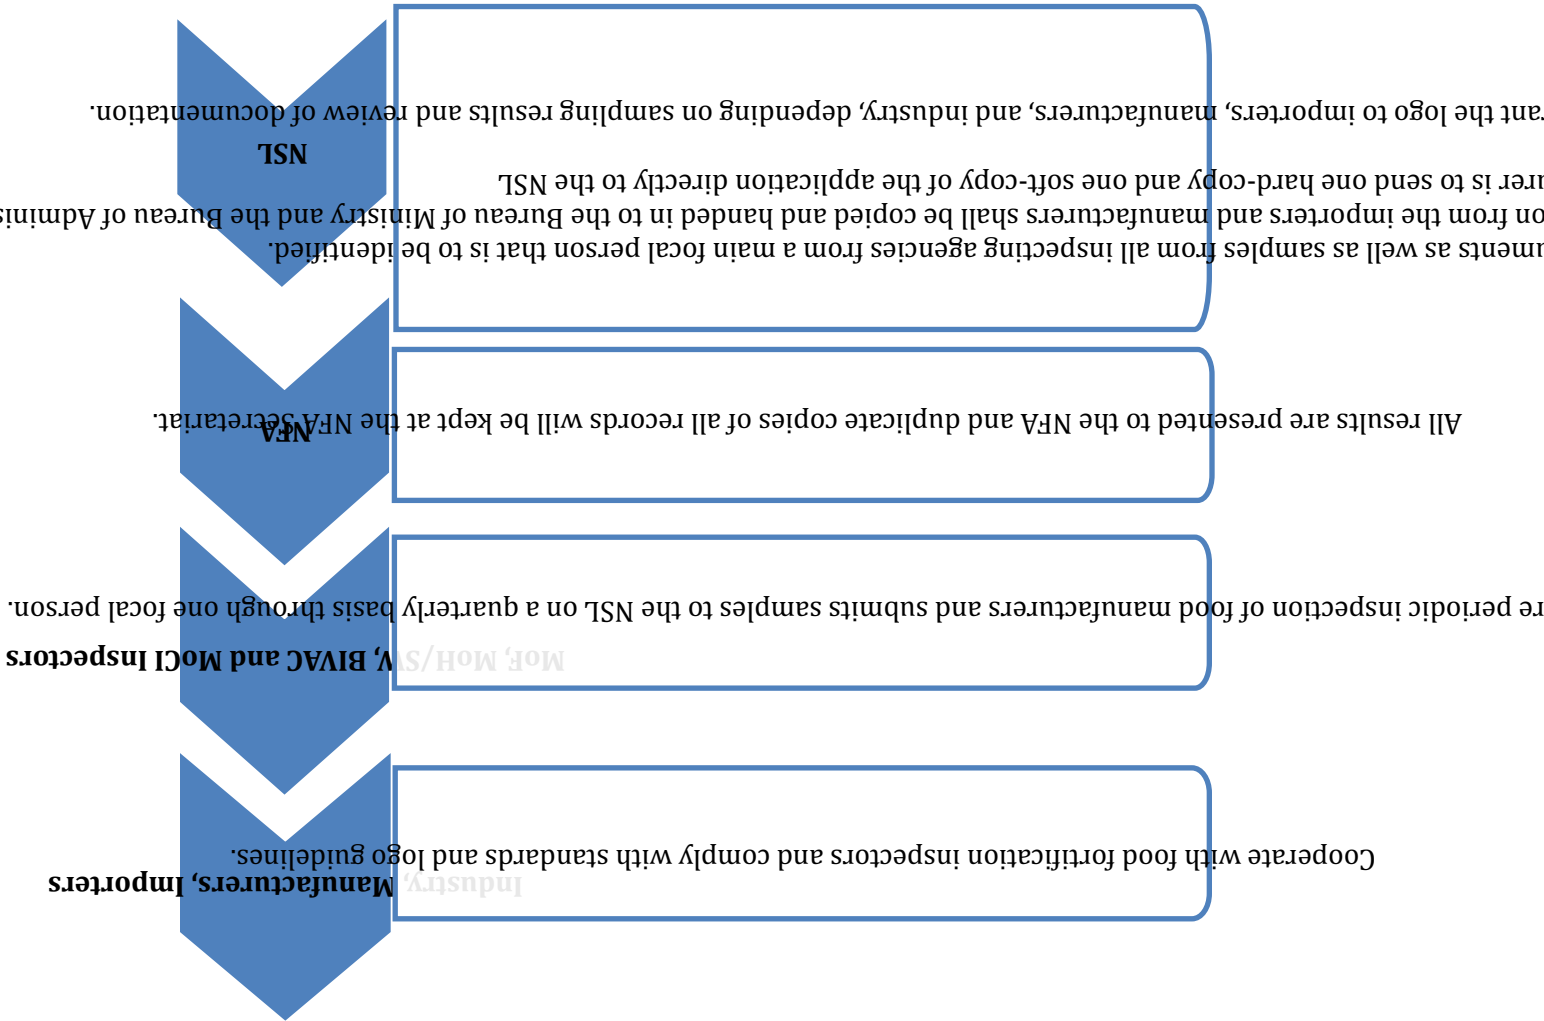 Industry, Manufacturers, Importers
Cooperate with food fortification inspectors and comply with standards and logo guidelines.
MoF, MoH/SW, BIVAC and MoCI Inspectors
re periodic inspection of food manufacturers and submits samples to the NSL on a quarterly basis through one focal person.
NFA
All results are presented to the NFA and duplicate copies of all records will be kept at the NFA Secretariat.
uments as well as samples from all inspecting agencies from a main focal person that is to be identified.
on from the importers and manufacturers shall be copied and handed in to the Bureau of Ministry and the Bureau of Adminis
urer is to send one hard-copy and one soft-copy of the application directly to the NSL
NSL
rant the logo to importers, manufacturers, and industry, depending on sampling results and review of documentation.